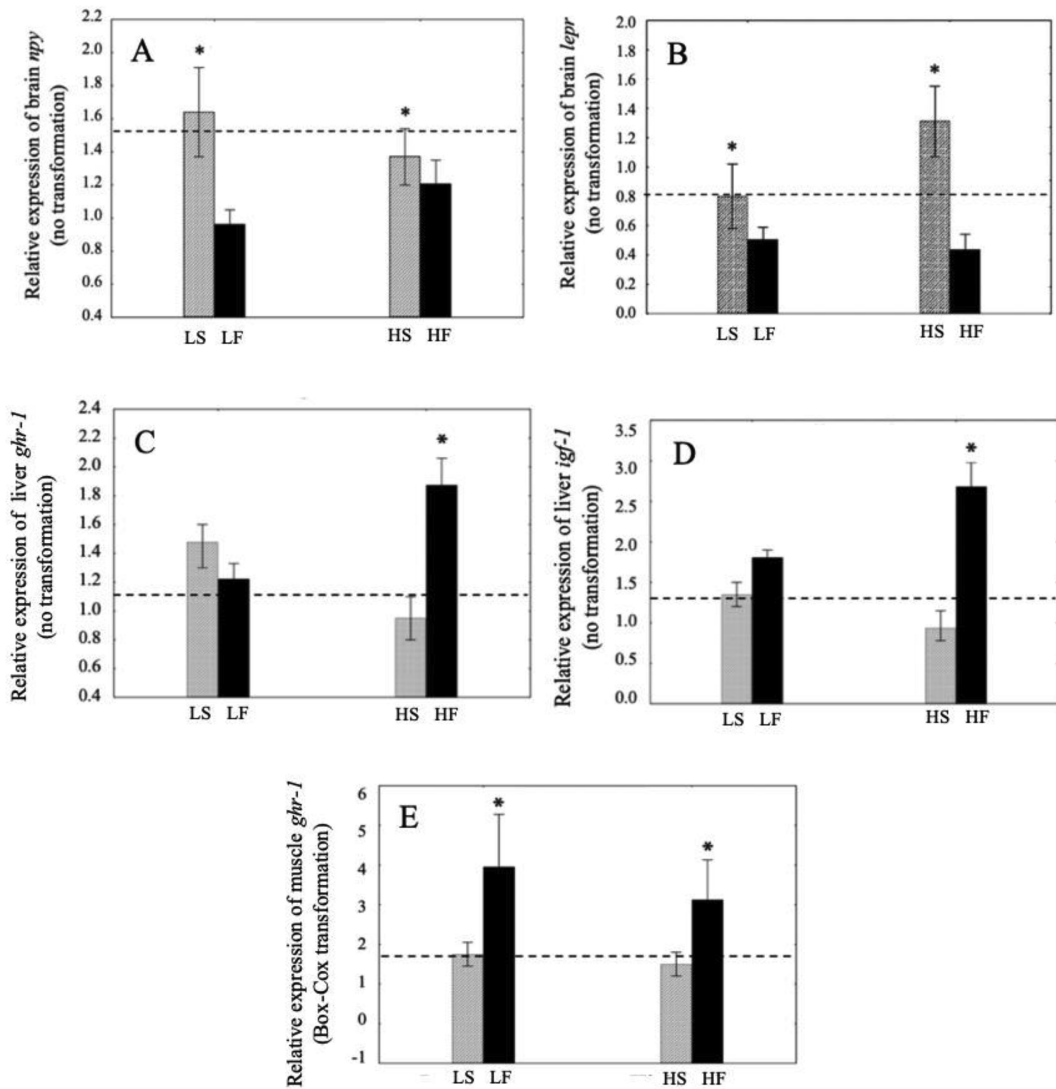 Relative expression of brain npy
(no transformation)
2.2
2.0
1.8
1.6
1.4
1.2
1.0
0.8
0.6
0.4
A
*
*
LS LF
HS HF
Relative expression of brain lepr
(no transformation)
2.0
1.8
1.6
1.4
1.2
1.0
0.8
0.6
0.4
0.2
0.0
B
*
*
LS LF
HS HF
Relative expression of liver ghr-1
(no transformation)
2.4
2.2
2.0
1.8
1.6
1.4
1.2
1.0
0.8
0.6
0.4
C
*
LS LF
HS HF
Relative expression of liver igf-1
(no transformation)
3.5
3.0
2.5
2.0
1.5
1.0
0.5
0.0
D
*
LS LF
HS HF
Relative expression of muscle ghr-1
(Box-Cox transformation)
6
5
4
3
2
1
0
-1
E
*
*
LS LF
HS HF